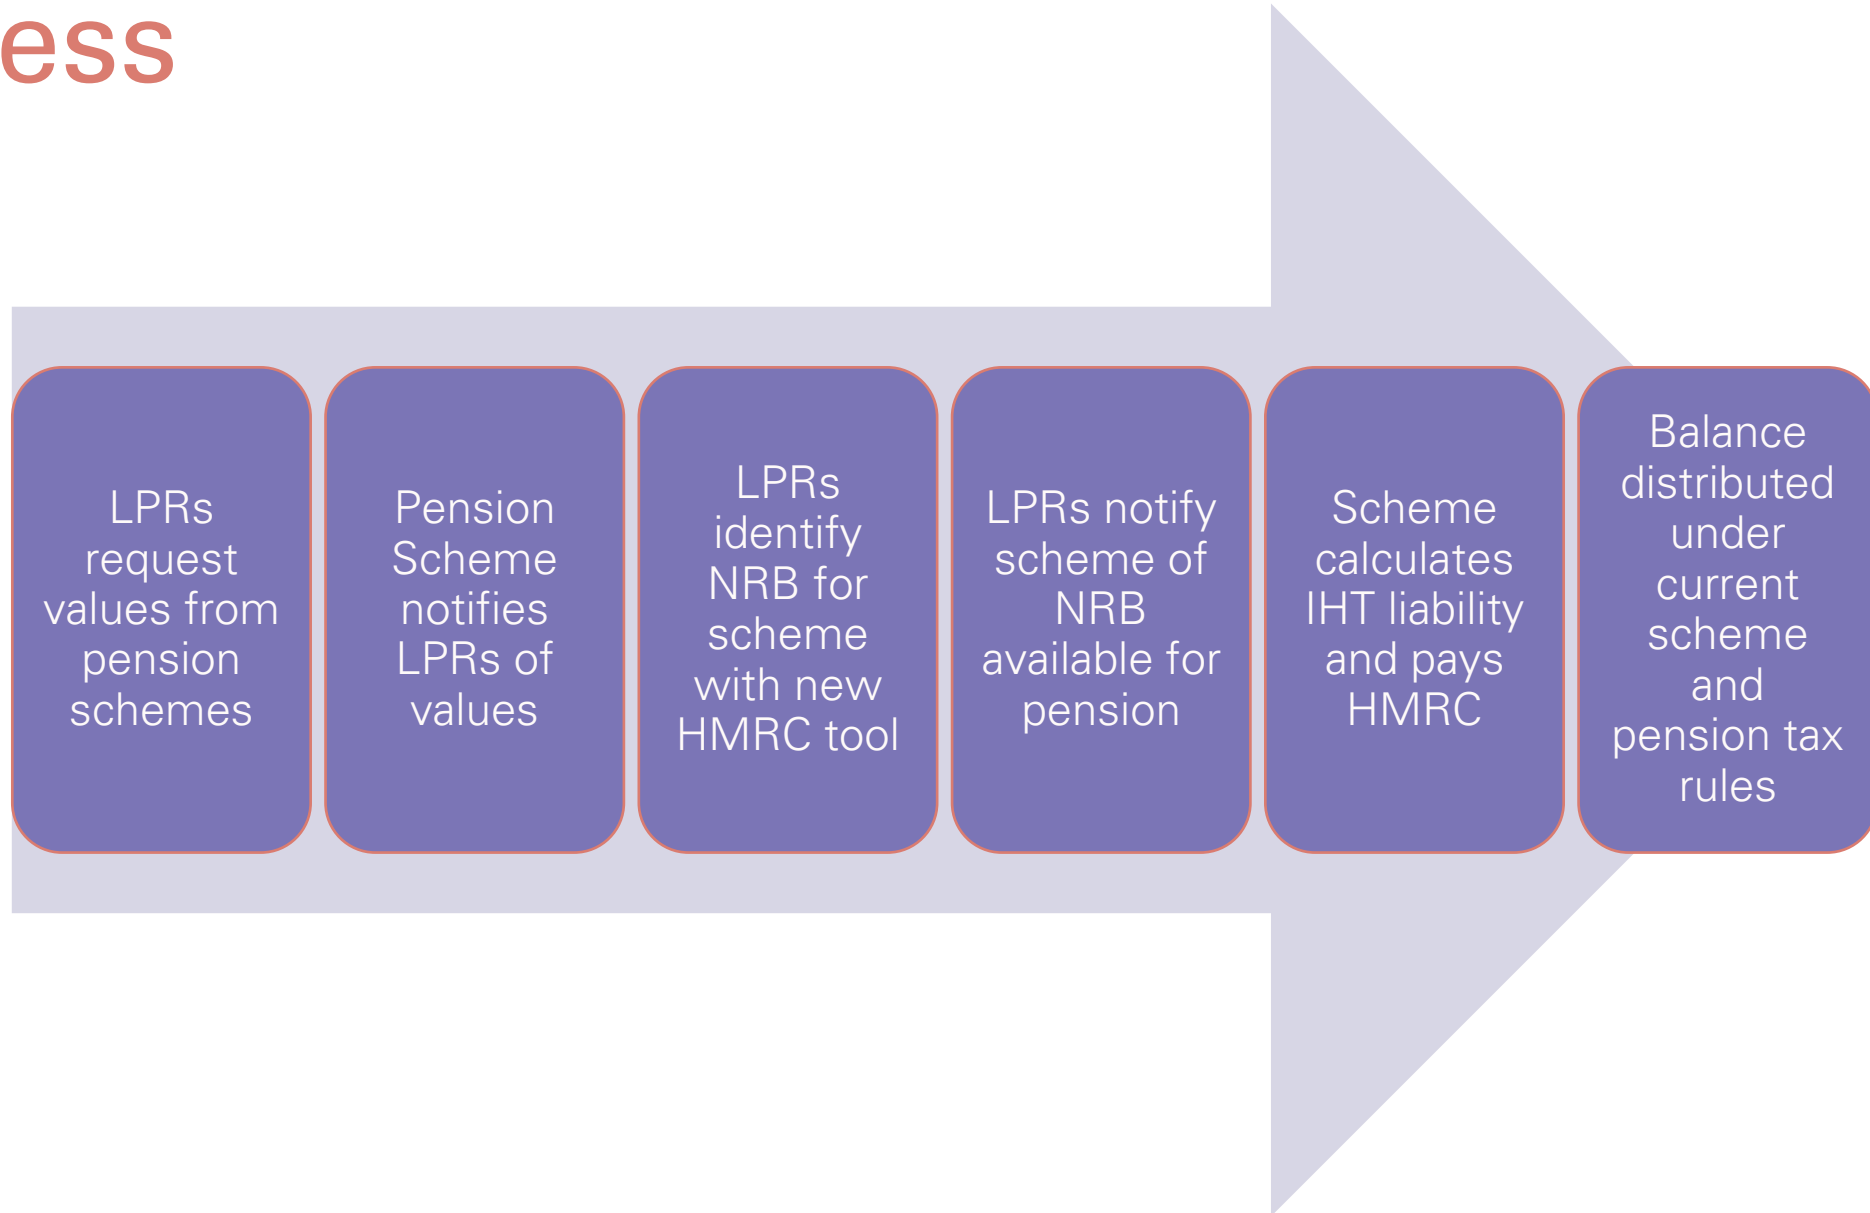 ess
LPRs
request
values from
pension
schemes
Pension
Scheme
notifies
LPRs of
values
LPRs
identify
NRB for
scheme
with new
HMRC tool
LPRs notify
scheme of
NRB
available for
pension
Scheme
calculates
IHT liability
and pays
HMRC
Balance
distributed
under
current
scheme
and
pension tax
rules